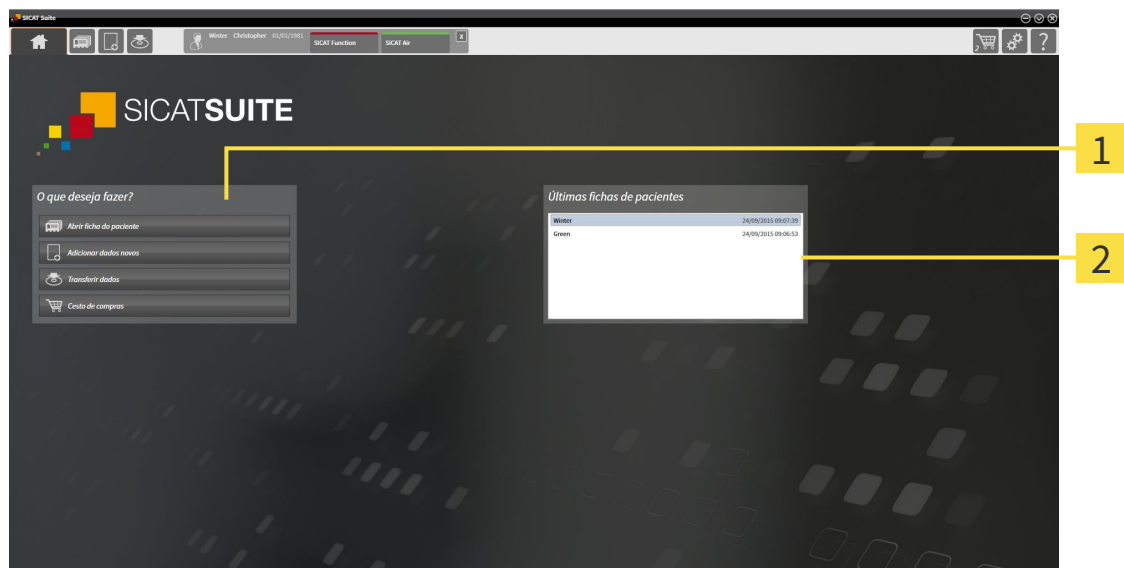 SICAT Suite
Winter Christopher 01/01/1981
SICAT Function
SICAT Air
x
2
?
SICATSUITE
1
O que deseja fazer?
Abrir ficha do paciente
Adicionar dados novos
Transferir dados
Cesto de compras
Últimas fichas de pacientes
Winter 24/09/2015 09:07:39
Green 24/09/2015 09:06:53
2